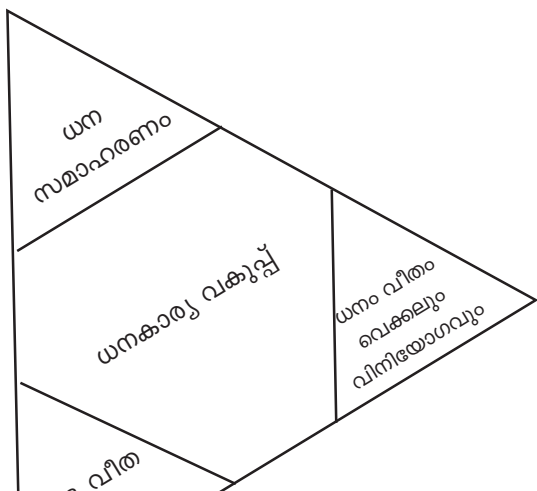 ധന
സമാഹരണം
ധനകാര്യ വകുപ്പ്
ധനം വീതം
വെക്കലും
വിനിയോഗവും
വീത